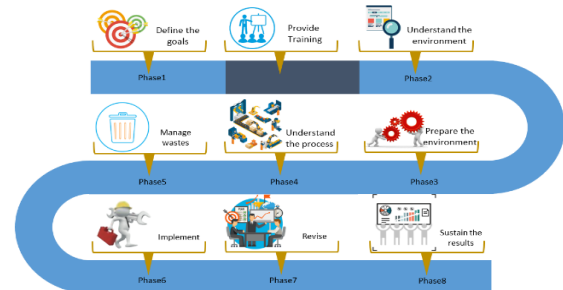 Define the
goals
Provide
Training
Understand the
environment
Phase1
Phase2
Manage
wastes
Understand
the process
Prepare the
environment
Phase5
Phase4
Phase3
Implement
Revise
Sustain the
results
Phase6
Phase7
Phase8